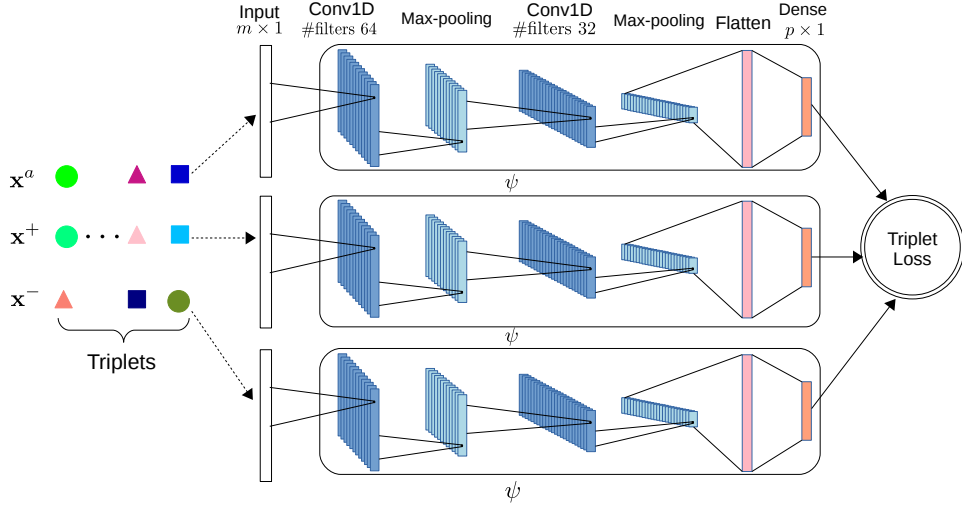 Input
m × 1
Conv1D
#filters 64
Max-pooling
Conv1D
#filters 32
Max-pooling
Flatten
Dense
p × 1
ψ
x^a
x^+
x^−
Triplets
ψ
Triplet
Loss
ψ